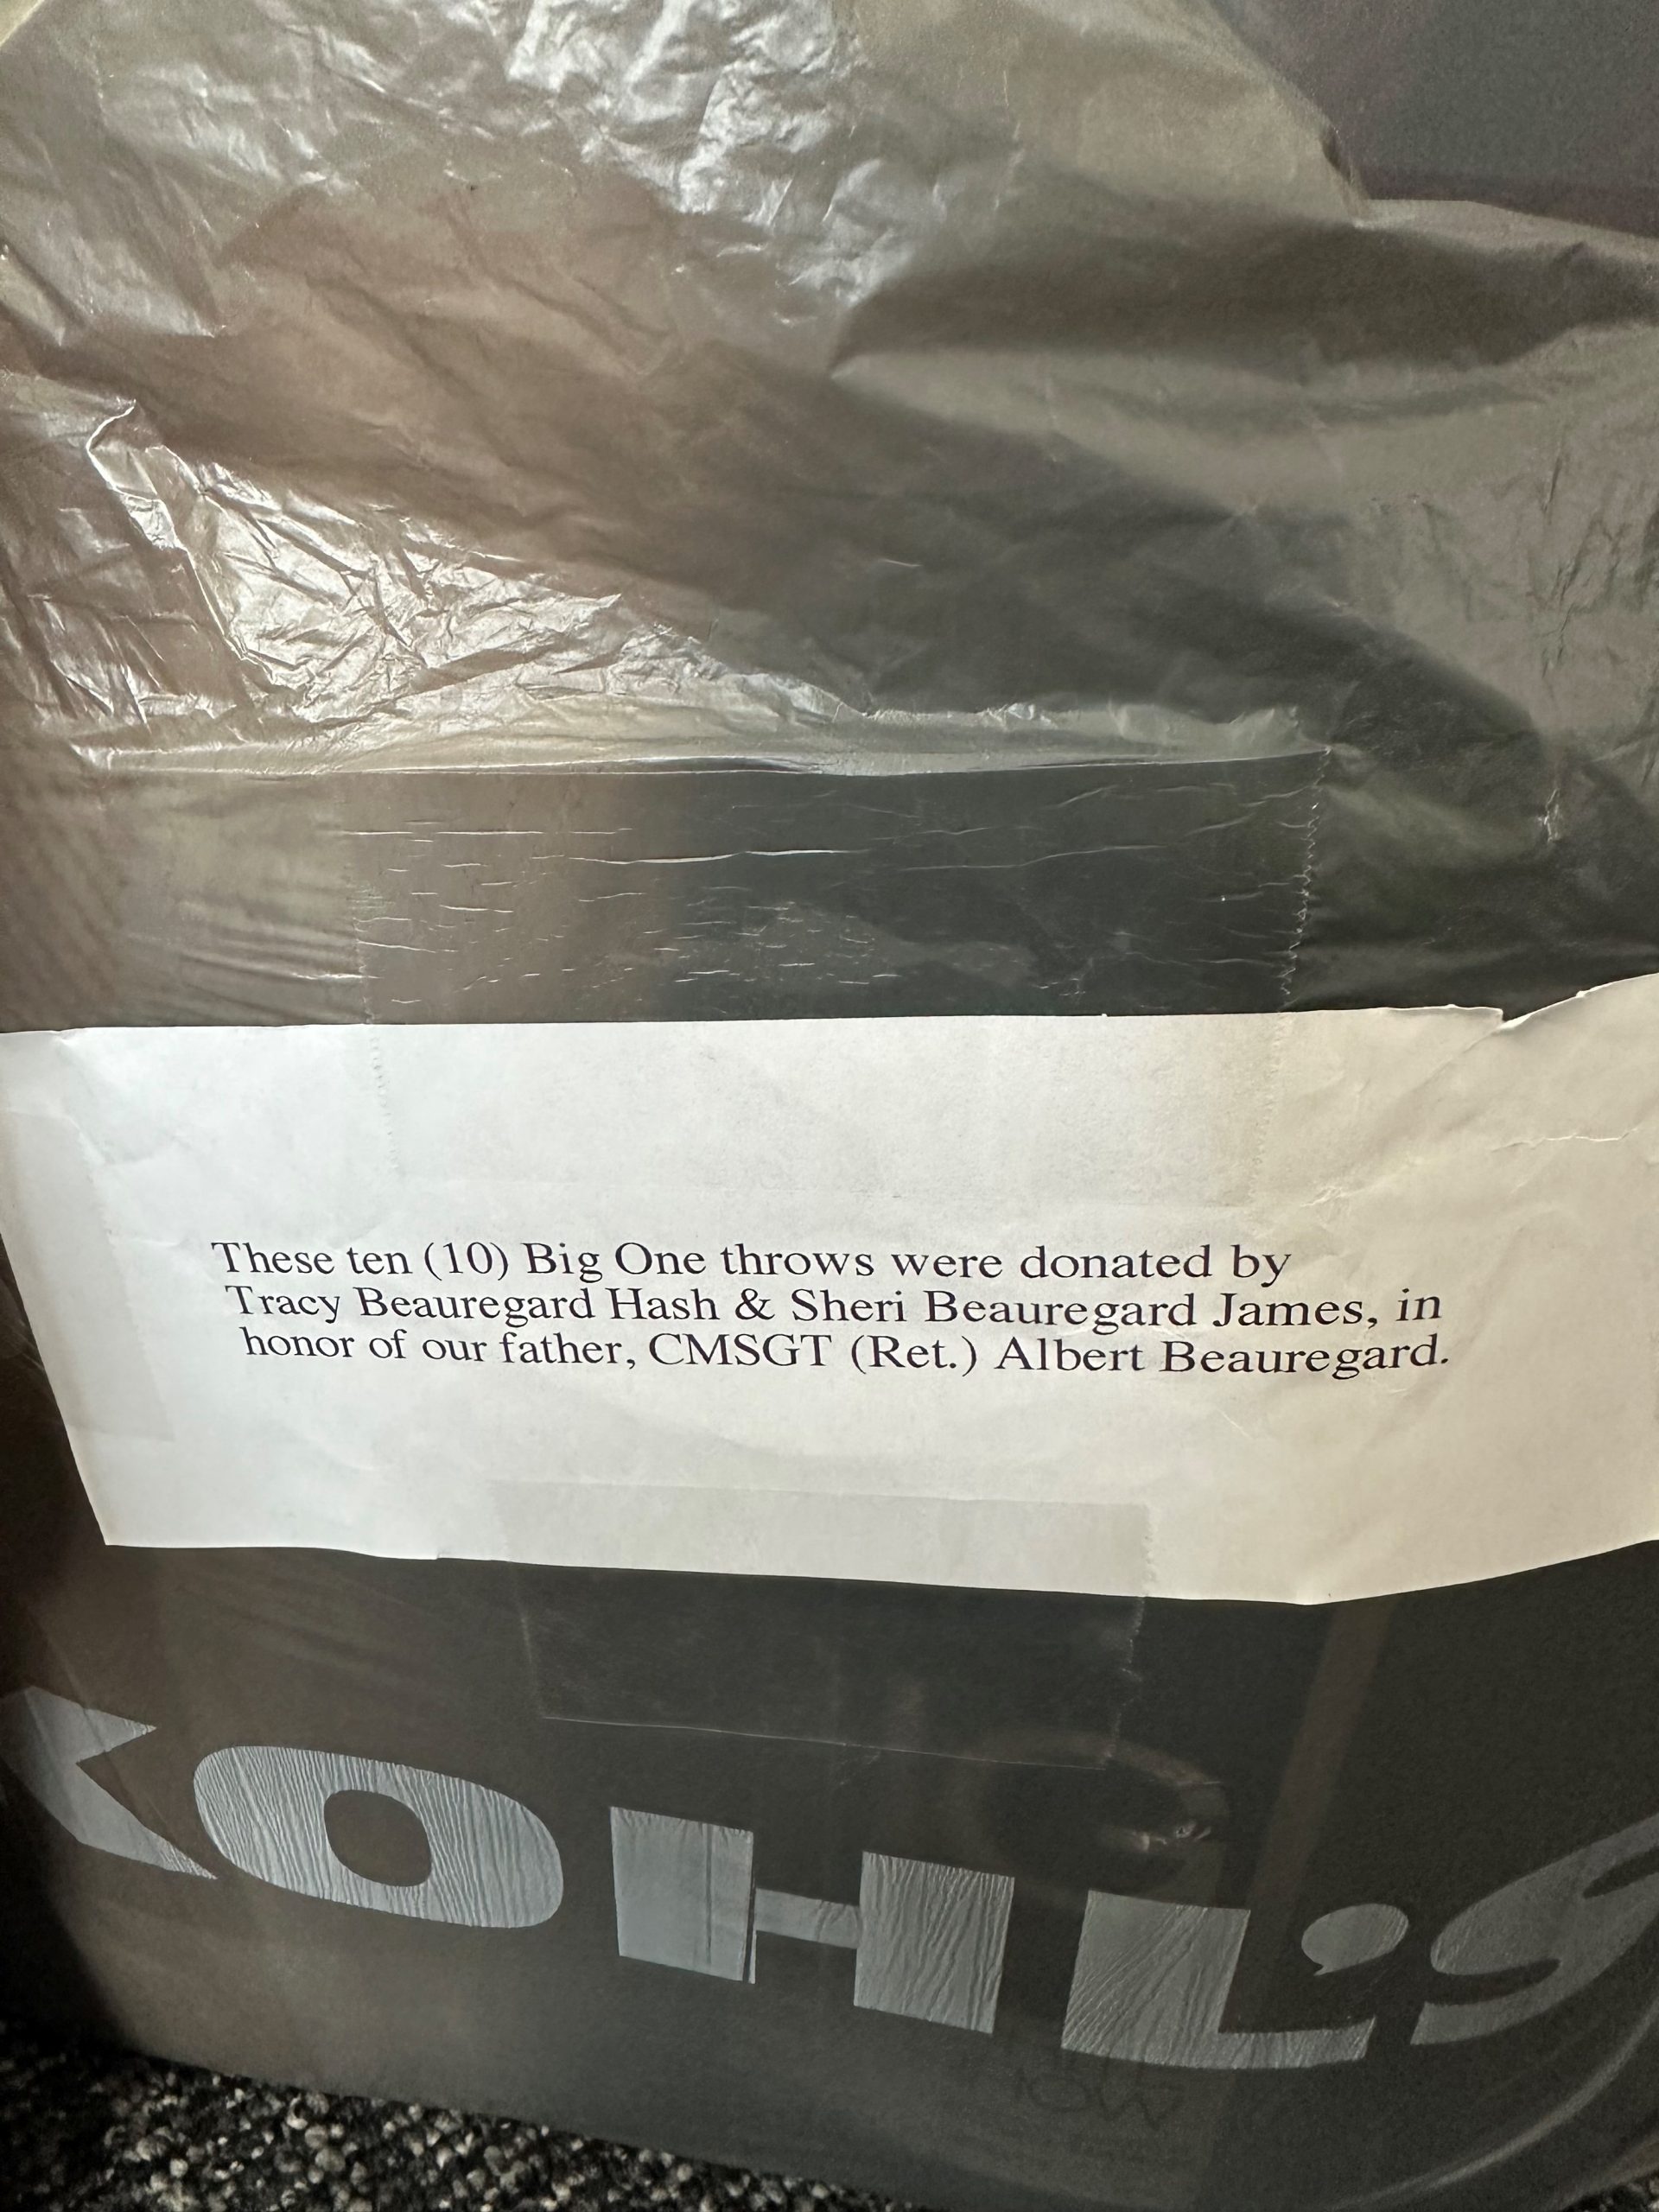 These ten (10) Big One throws were donated by
Tracy Beauregard Hash & Sheri Beauregard James, in
honor of our father, CMSGT (Ret.) Albert Beauregard.
KOHL'S